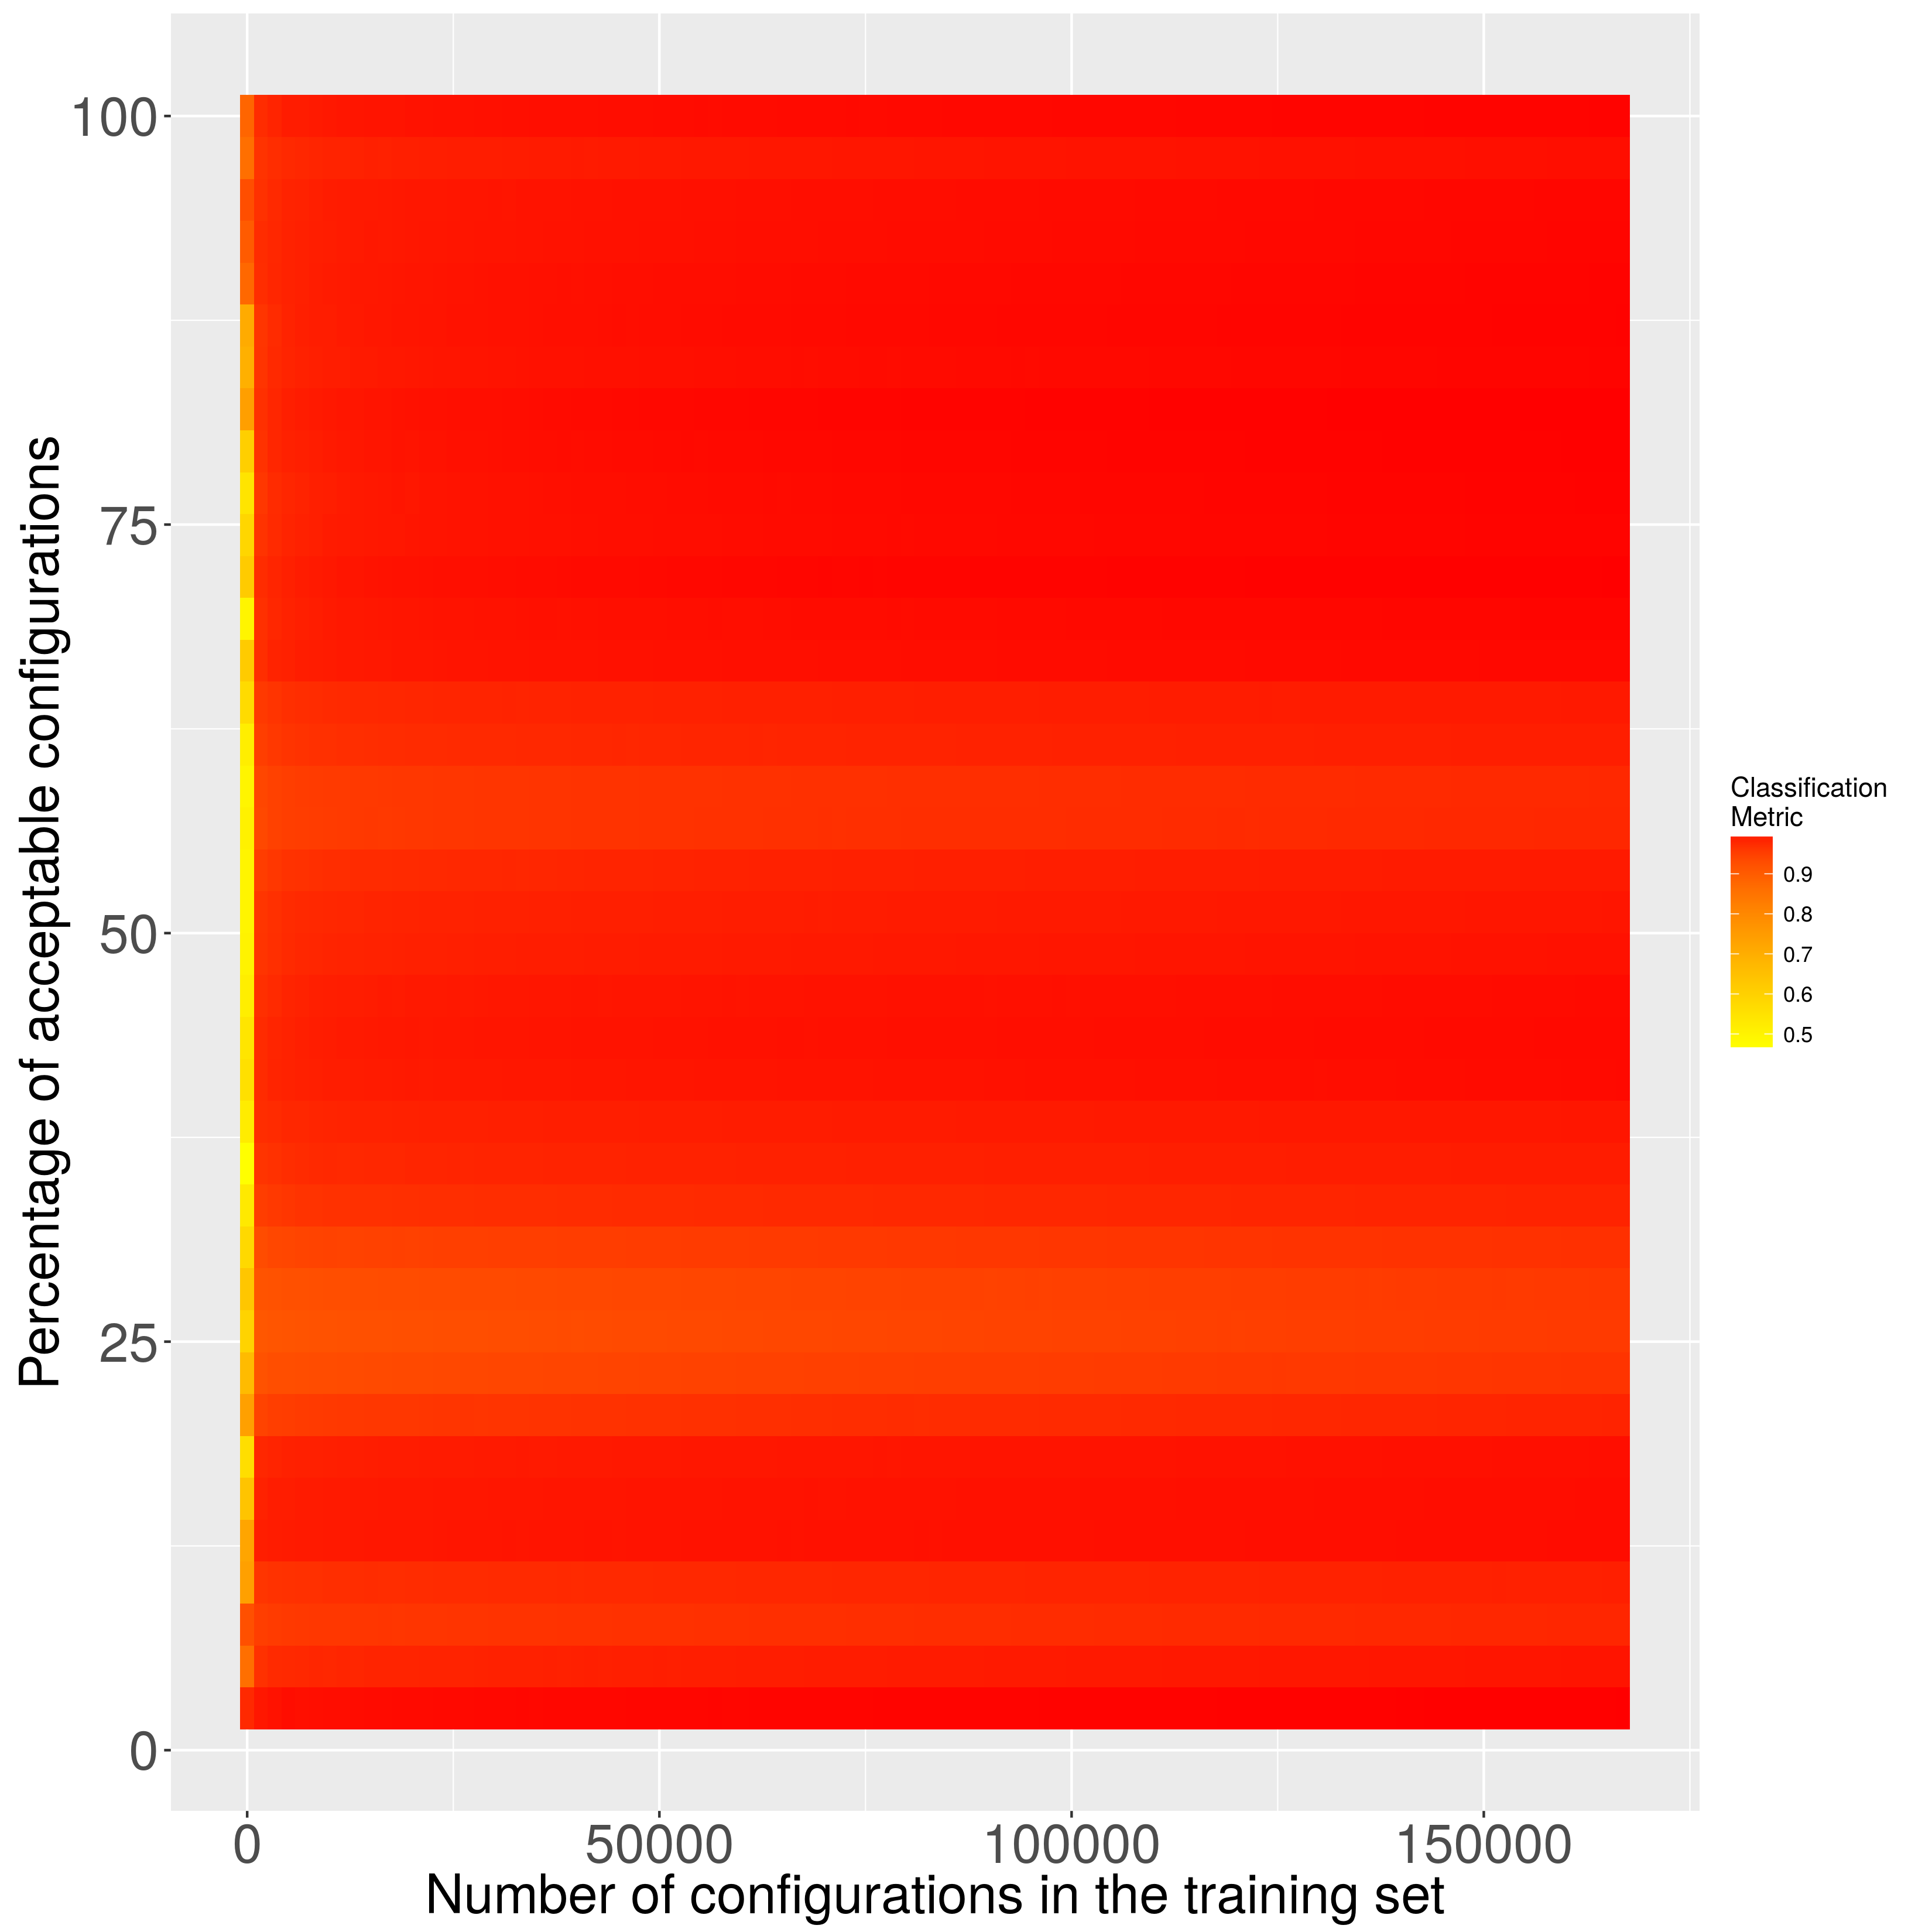 Percentage of acceptable configurations
100
75
50
25
0
0 50000 100000 150000
Number of configurations in the training set
Classification
Metric
0.9
0.8
0.7
0.6
0.5